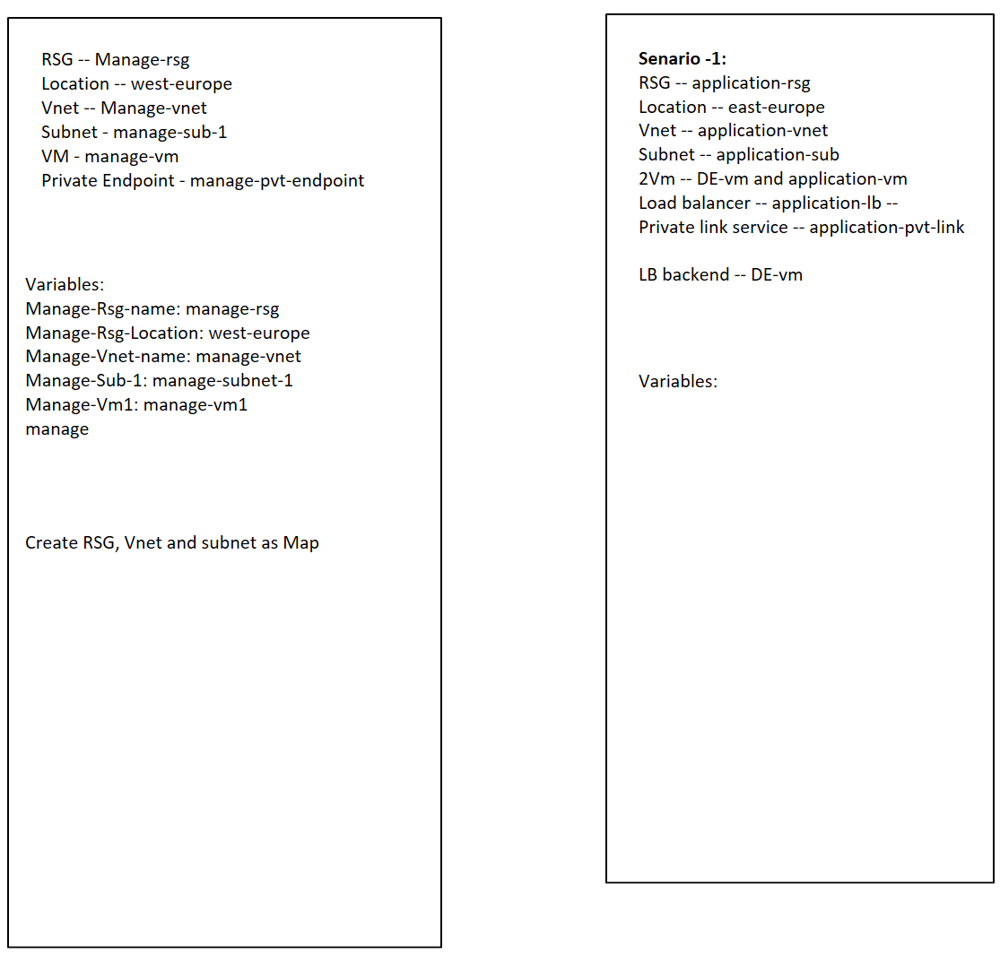 RSG -- Manage-rsg
Location -- west-europe
Vnet -- Manage-vnet
Subnet - manage-sub-1
VM - manage-vm
Private Endpoint - manage-pvt-endpoint
Variables:
Manage-Rsg-name: manage-rsg
Manage-Rsg-Location: west-europe
Manage-Vnet-name: manage-vnet
Manage-Sub-1: manage-subnet-1
Manage-Vm1: manage-vm1
manage
Create RSG, Vnet and subnet as Map
Senario -1:
RSG -- application-rsg
Location -- east-europe
Vnet -- application-vnet
Subnet -- application-sub
2Vm -- DE-vm and application-vm
Load balancer -- application-lb --
Private link service -- application-pvt-link
LB backend -- DE-vm
Variables: